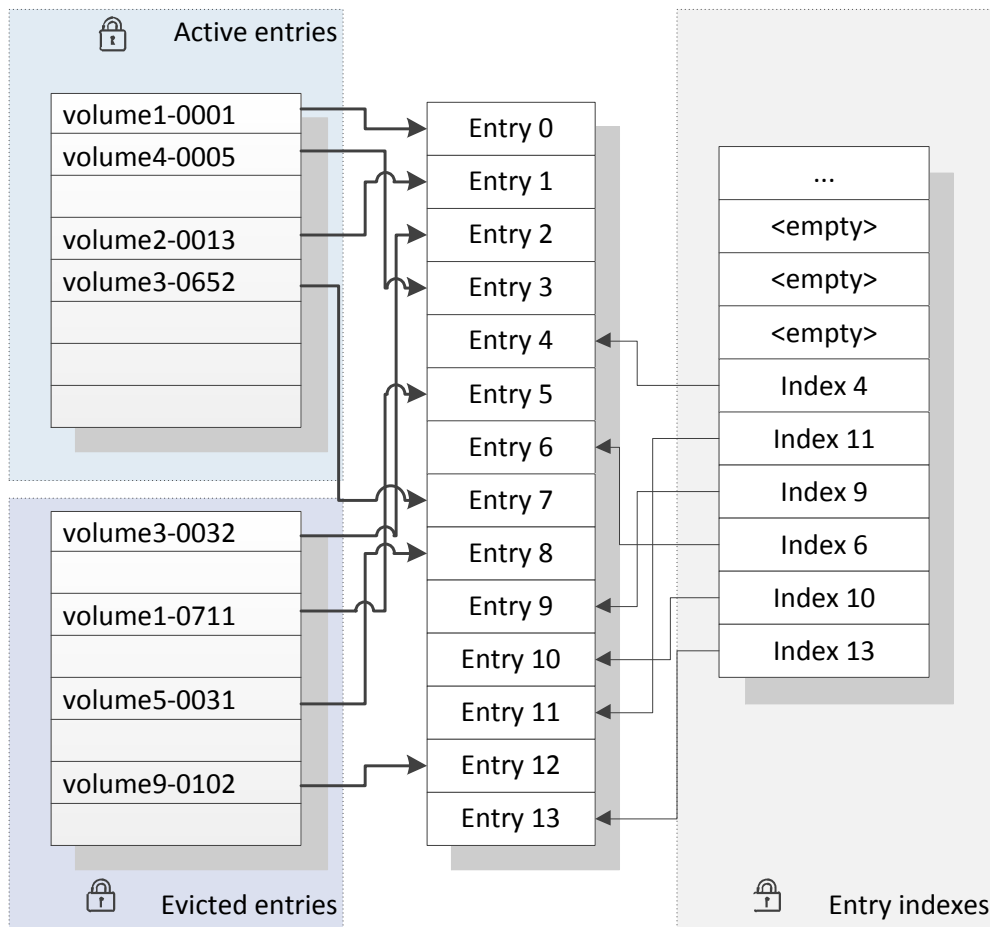 Active entries
volume1-0001
volume4-0005
volume2-0013
volume3-0652
Evicted entries
volume3-0032
volume1-0711
volume5-0031
volume9-0102
Entry 0
Entry 1
Entry 2
Entry 3
Entry 4
Entry 5
Entry 6
Entry 7
Entry 8
Entry 9
Entry 10
Entry 11
Entry 12
Entry 13
...
<empty>
<empty>
<empty>
Index 4
Index 11
Index 9
Index 6
Index 10
Index 13
Entry indexes